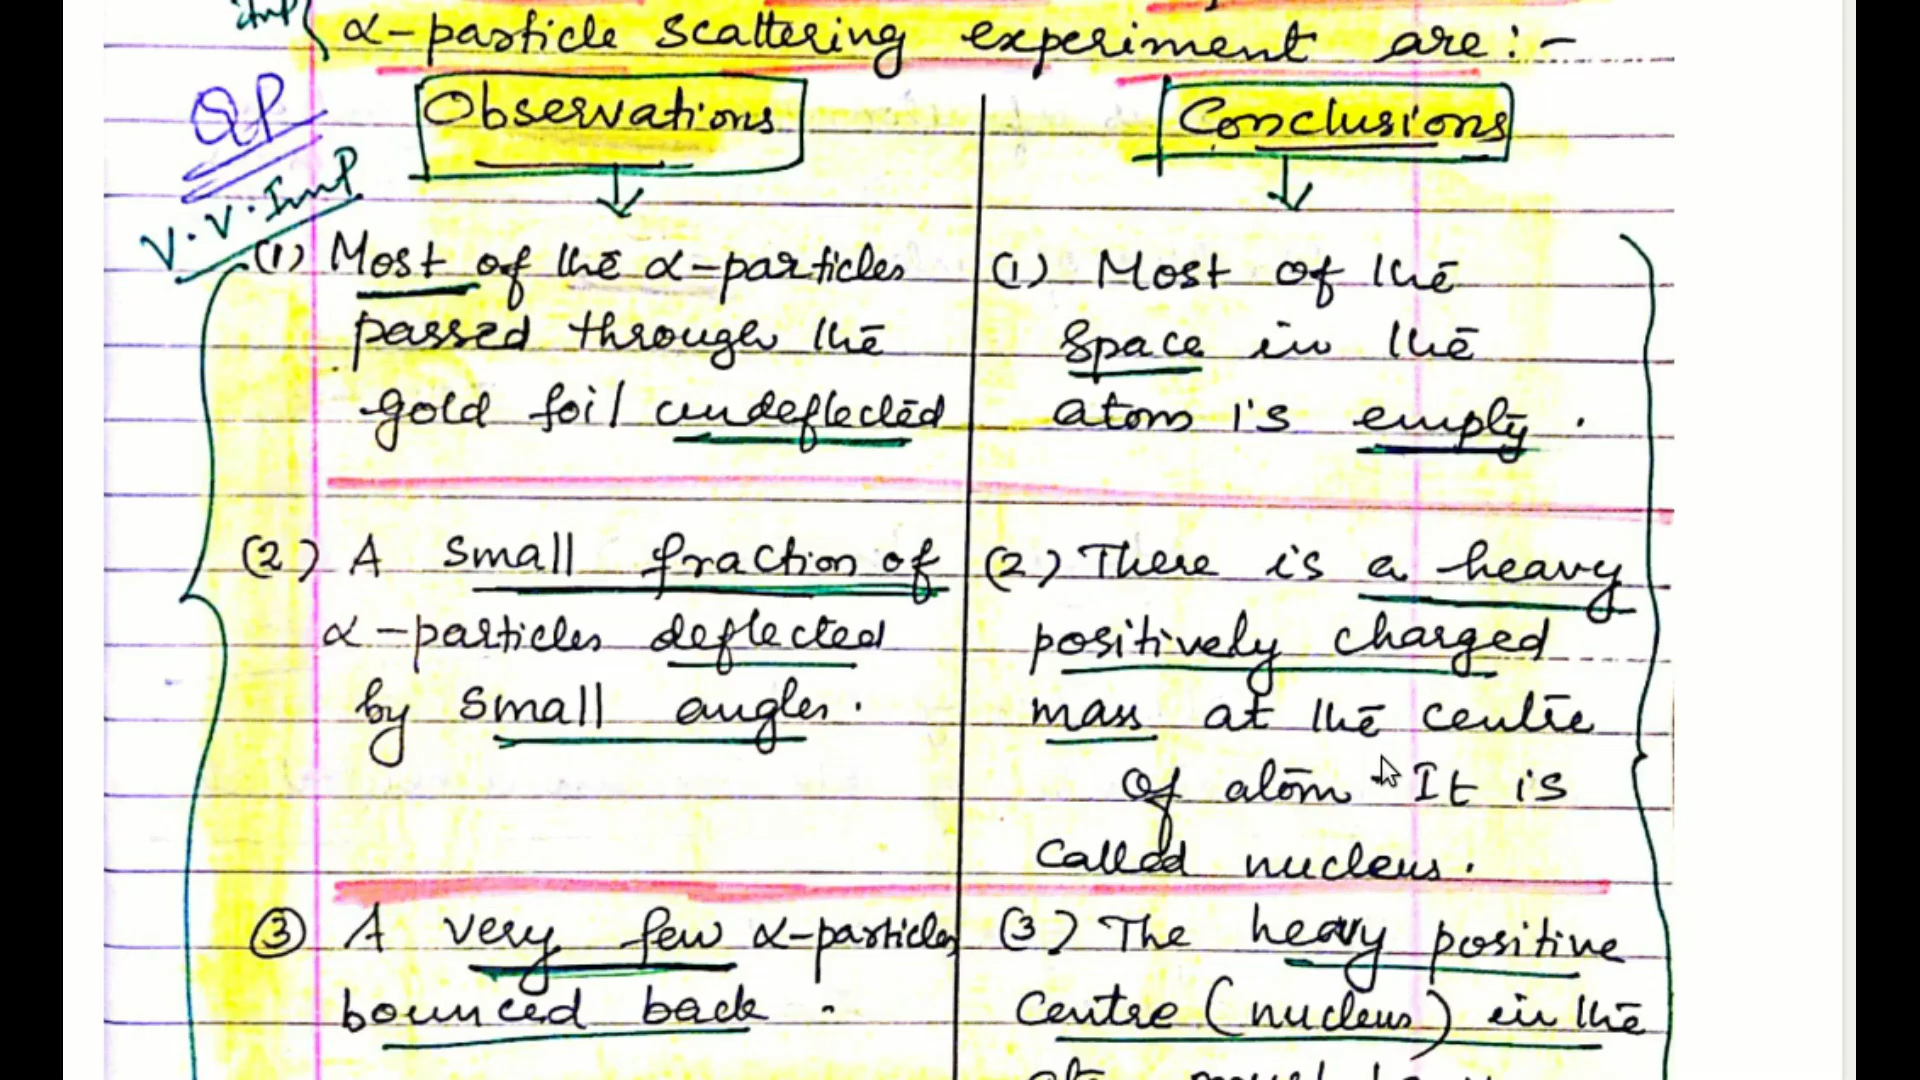 Imp
α-particle scattering experiment are:-
QP
V.V.Imp
Observations
(1) Most of the α-particles
passed through the
gold foil undeflected
(2) A small fraction of
α-particles deflected
by small angles.
(3) A very few α-particles
bounced back.
Conclusions
(1) Most of the
space in the
atom is empty.
(2) There is a heavy
positively charged
mass at the centre
of atom. It is
called nucleus.
(3) The heavy positive
centre (nucleus) in the